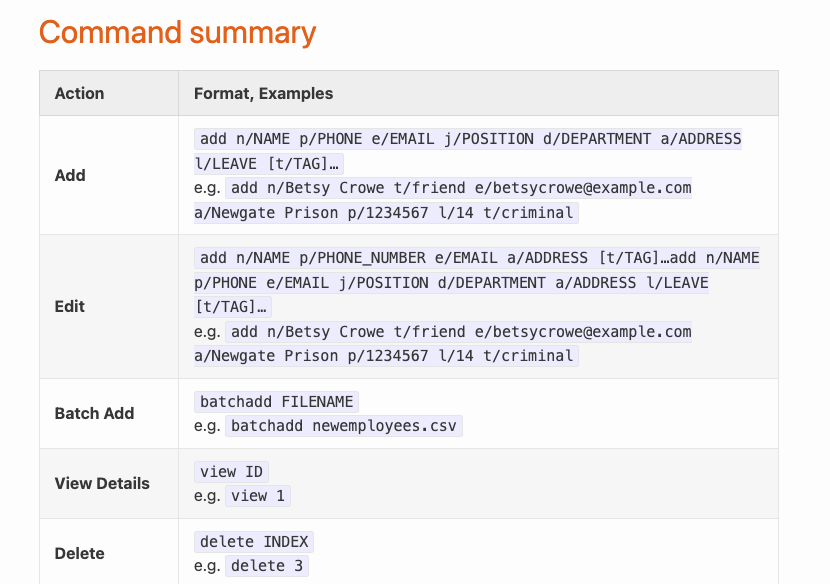 Command summary
Action
Format, Examples
Add
add n/NAME p/PHONE e/EMAIL j/POSITION d/DEPARTMENT a/ADDRESS
l/LEAVE [t/TAG]…
e.g. add n/Betsy Crowe t/friend e/betsycrowe@example.com
a/Newgate Prison p/1234567 l/14 t/criminal
Edit
add n/NAME p/PHONE_NUMBER e/EMAIL a/ADDRESS [t/TAG]…add n/NAME
p/PHONE e/EMAIL j/POSITION d/DEPARTMENT a/ADDRESS l/LEAVE
[t/TAG]…
e.g. add n/Betsy Crowe t/friend e/betsycrowe@example.com
a/Newgate Prison p/1234567 l/14 t/criminal
Batch Add
batchadd FILENAME
e.g. batchadd newemployees.csv
View Details
view ID
e.g. view 1
Delete
delete INDEX
e.g. delete 3